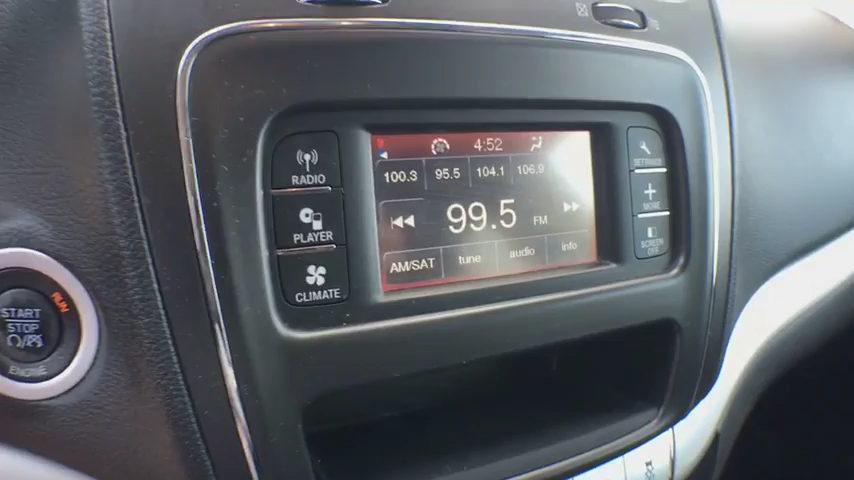 4:52
RADIO
100.3 95.5 104.1 106.9
SETTINGS
PLAYER
99.5 FM
MORE
CLIMATE
AM/SAT tune audio info
SCREEN
OFF
RUN
START
STOP
ENGINE